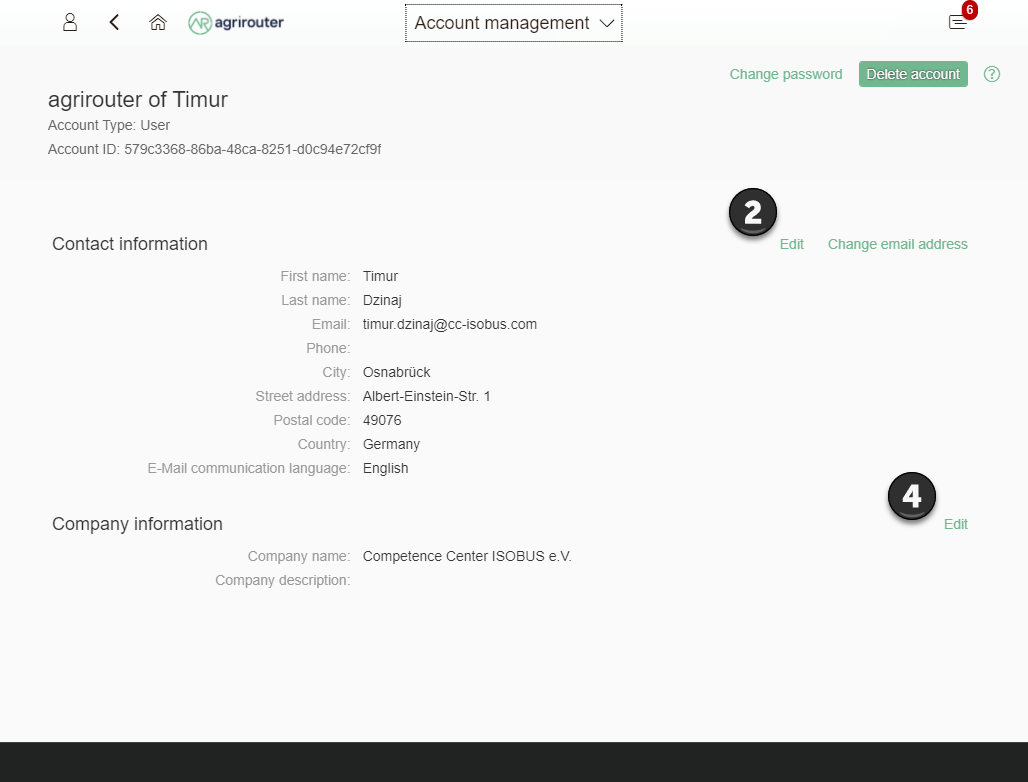 agrirouter
Account management
6
Change password
Delete account
?
agrirouter of Timur
Account Type: User
Account ID: 579c3368-86ba-48ca-8251-d0c94e72cf9f
2
Contact information
Edit
Change email address
First name: Timur
Last name: Dzinaj
Email: timur.dzinaj@cc-isobus.com
Phone:
City: Osnabrück
Street address: Albert-Einstein-Str. 1
Postal code: 49076
Country: Germany
E-Mail communication language: English
4
Company information
Edit
Company name: Competence Center ISOBUS e.V.
Company description: